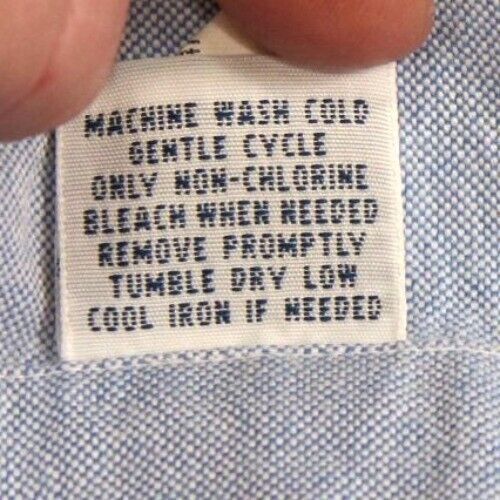 MACHINE WASH COLD
GENTLE CYCLE
ONLY NON-CHLORINE
BLEACH WHEN NEEDED
REMOVE PROMPTLY
TUMBLE DRY LOW
COOL IRON IF NEEDED